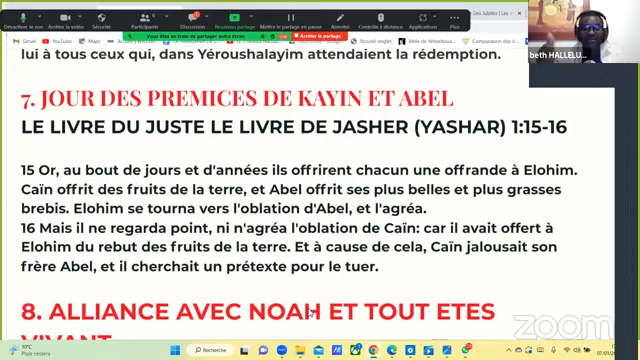 Désactiver le son
Arrêter la vidéo
Sécurité
Participants
Discussion
Nouveau partage
Mettre le partage en pause
Annoter
Contrôle à distance
Applications
Plus
Vous êtes en train de partager votre écran
Arrêter le partage
Gmail
YouTube
Maps
Nouvel onglet
lui à tous ceux qui, dans Yéroushalayim attendaient la rédemption.
beth HALLELU...
7. JOUR DES PREMICES DE KAYIN ET ABEL
LE LIVRE DU JUSTE LE LIVRE DE JASHER (YASHAR) 1:15-16
15 Or, au bout de jours et d'années ils offrirent chacun une offrande à Elohim.
Caïn offrit des fruits de la terre, et Abel offrit ses plus belles et plus grasses
brebis. Elohim se tourna vers l'oblation d'Abel, et l'agréa.
16 Mais il ne regarda point, ni n'agréa l'oblation de Caïn: car il avait offert à
Elohim du rebut des fruits de la terre. Et à cause de cela, Caïn jalousait son
frère Abel, et il cherchait un prétexte pour le tuer.
8. ALLIANCE AVEC NOAH ET TOUT ETES
VIVANT
zoom
10°C
Pluie cessera
Recherche